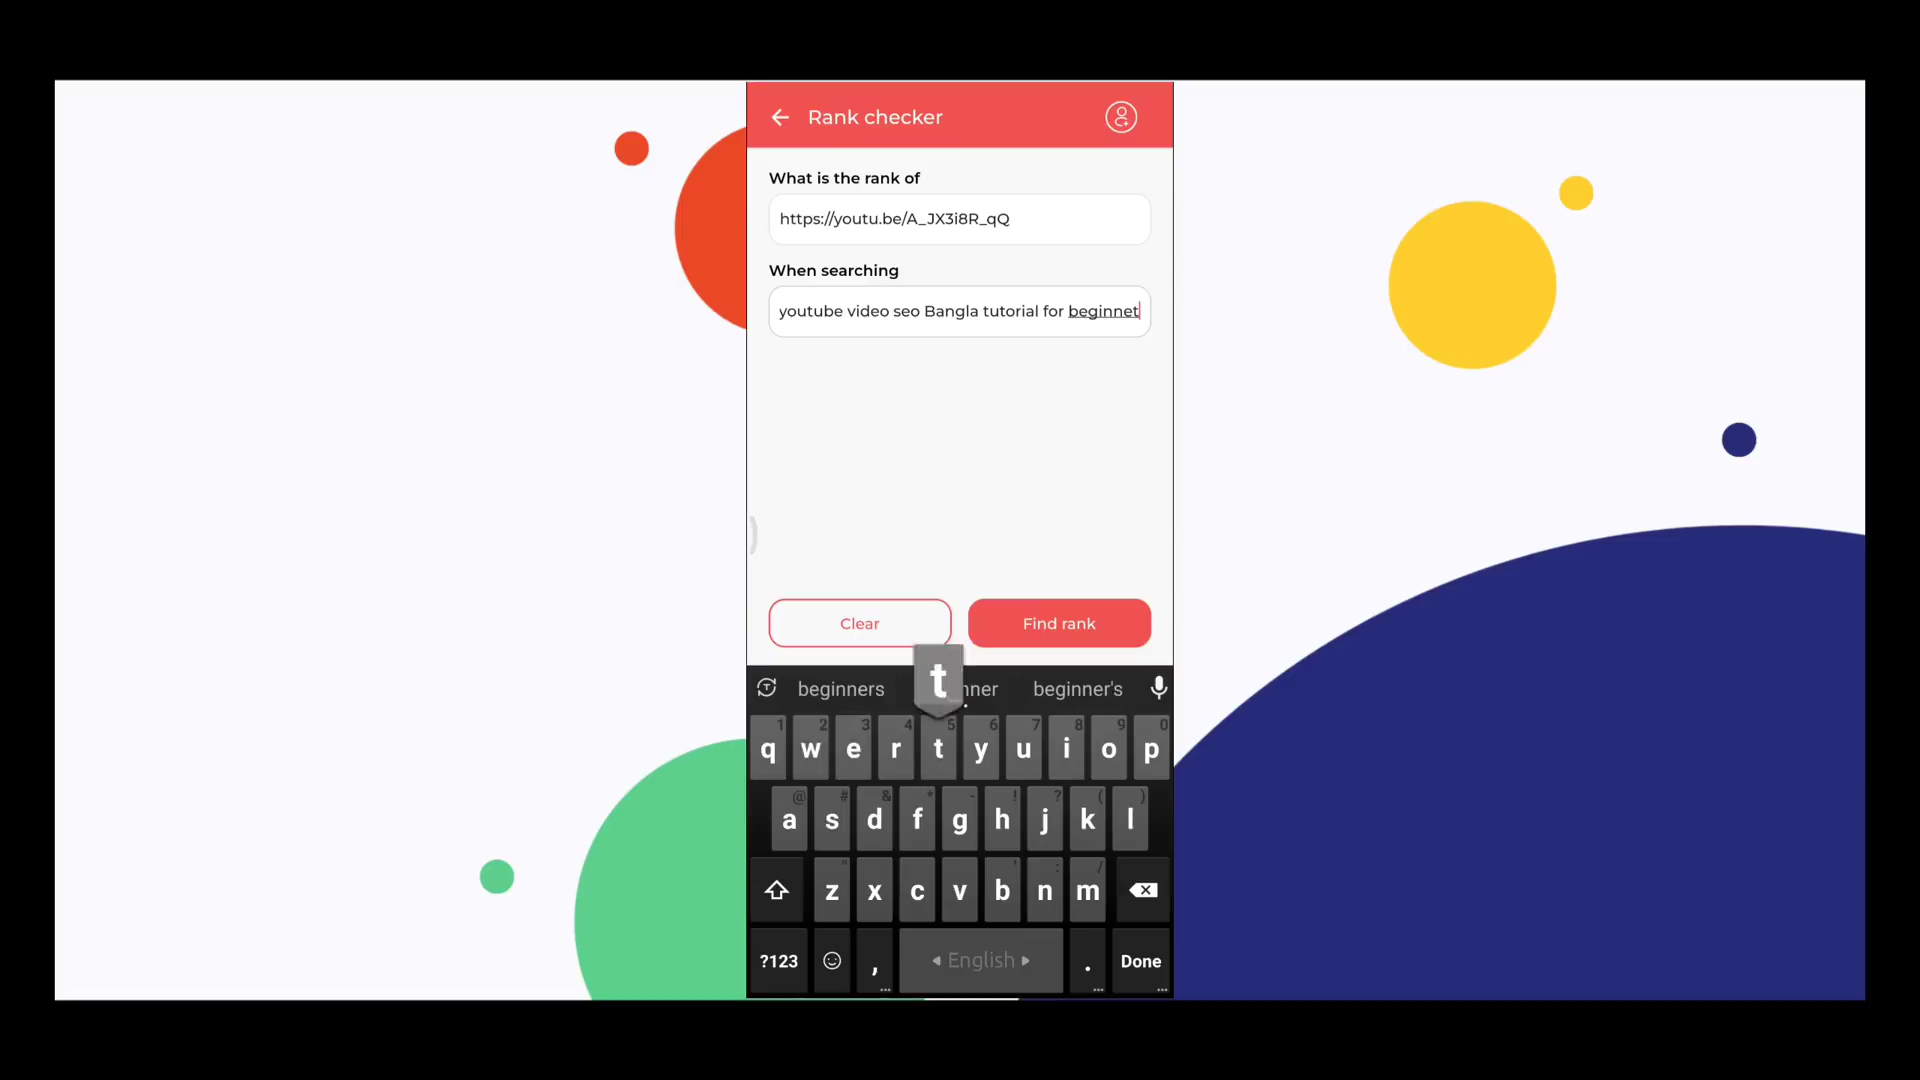 Rank checker
What is the rank of
https://youtu.be/A_JX3i8R_qQ
When searching
youtube video seo Bangla tutorial for beginnet
Clear
Find rank
t
beginners
nner
beginner's
1 2 3 4 5 6 7 8 9 0
q w e r t y u i o p
@ # & * - ! ? ( )
a s d f g h j k l
" ' : /
z x c v b n m
?123 , English . Done